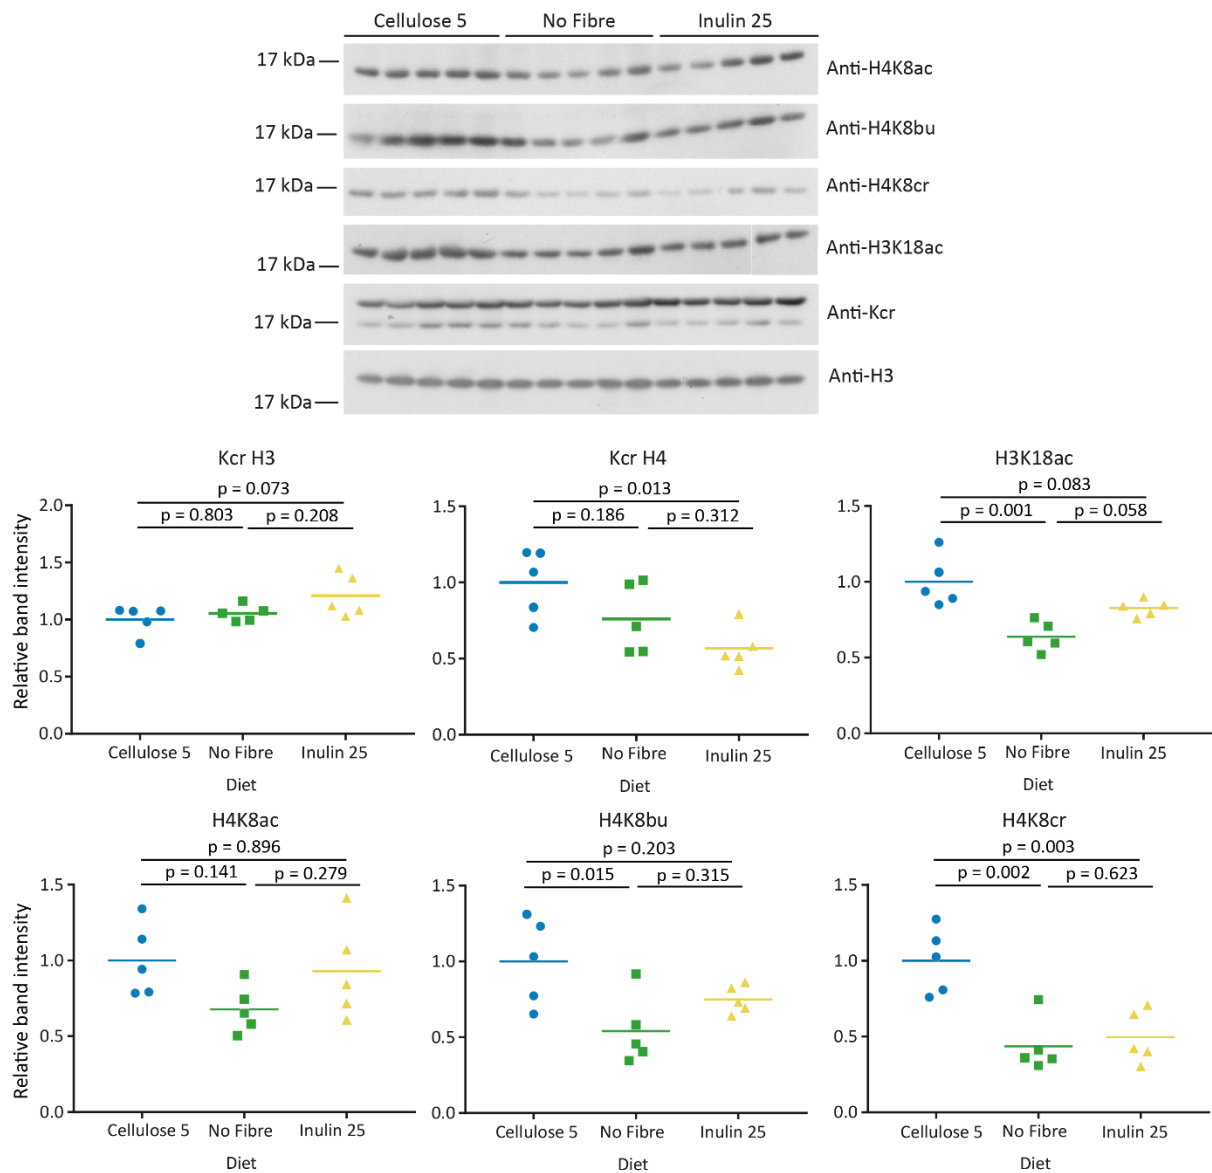 Cellulose 5 No Fibre Inulin 25
17 kDa Anti-H4K8ac
17 kDa Anti-H4K8bu
17 kDa Anti-H4K8cr
17 kDa Anti-H3K18ac
17 kDa Anti-Kcr
17 kDa Anti-H3
Kcr H3
p = 0.073
p = 0.803 p = 0.208
Relative band intensity
2.0
1.5
1.0
0.5
0.0
Cellulose 5 No Fibre Inulin 25
Diet
Kcr H4
p = 0.013
p = 0.186 p = 0.312
1.5
1.0
0.5
0.0
Cellulose 5 No Fibre Inulin 25
Diet
H3K18ac
p = 0.083
p = 0.001 p = 0.058
1.5
1.0
0.5
0.0
Cellulose 5 No Fibre Inulin 25
Diet
H4K8ac
p = 0.896
p = 0.141 p = 0.279
Relative band intensity
1.5
1.0
0.5
0.0
Cellulose 5 No Fibre Inulin 25
Diet
H4K8bu
p = 0.203
p = 0.015 p = 0.315
1.5
1.0
0.5
0.0
Cellulose 5 No Fibre Inulin 25
Diet
H4K8cr
p = 0.003
p = 0.002 p = 0.623
1.5
1.0
0.5
0.0
Cellulose 5 No Fibre Inulin 25
Diet